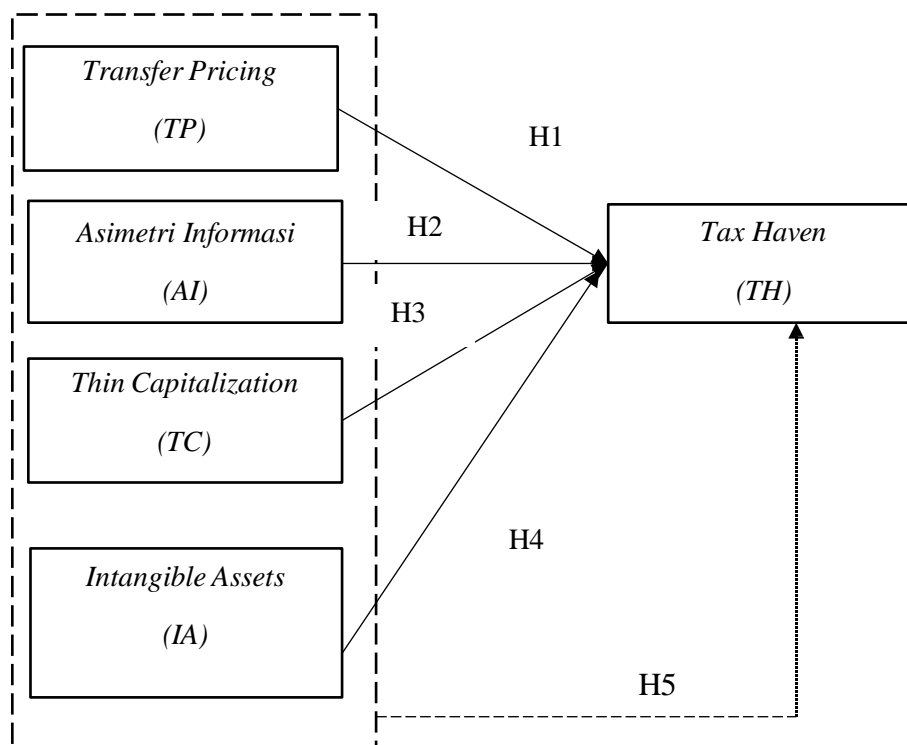 Transfer Pricing
(TP)
H1
Asimetri Informasi
(AI)
H2
Tax Haven
(TH)
H3
Thin Capitalization
(TC)
H4
Intangible Assets
(IA)
H5